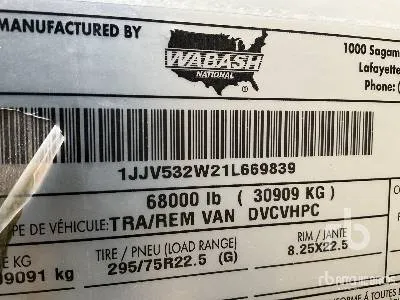 MANUFACTURED BY
WABASH
NATIONAL
®
1000 Sagam
Lafayette
Phone: (
1JJV532W21L669839
68000 lb ( 30909 KG )
PE DE VÉHICULE: TRA/REM VAN DVCVHPC
E KG
TIRE / PNEU (LOAD RANGE)
RIM / JANTE
09091 kg
295/75R22.5 (G)
8.25X22.5